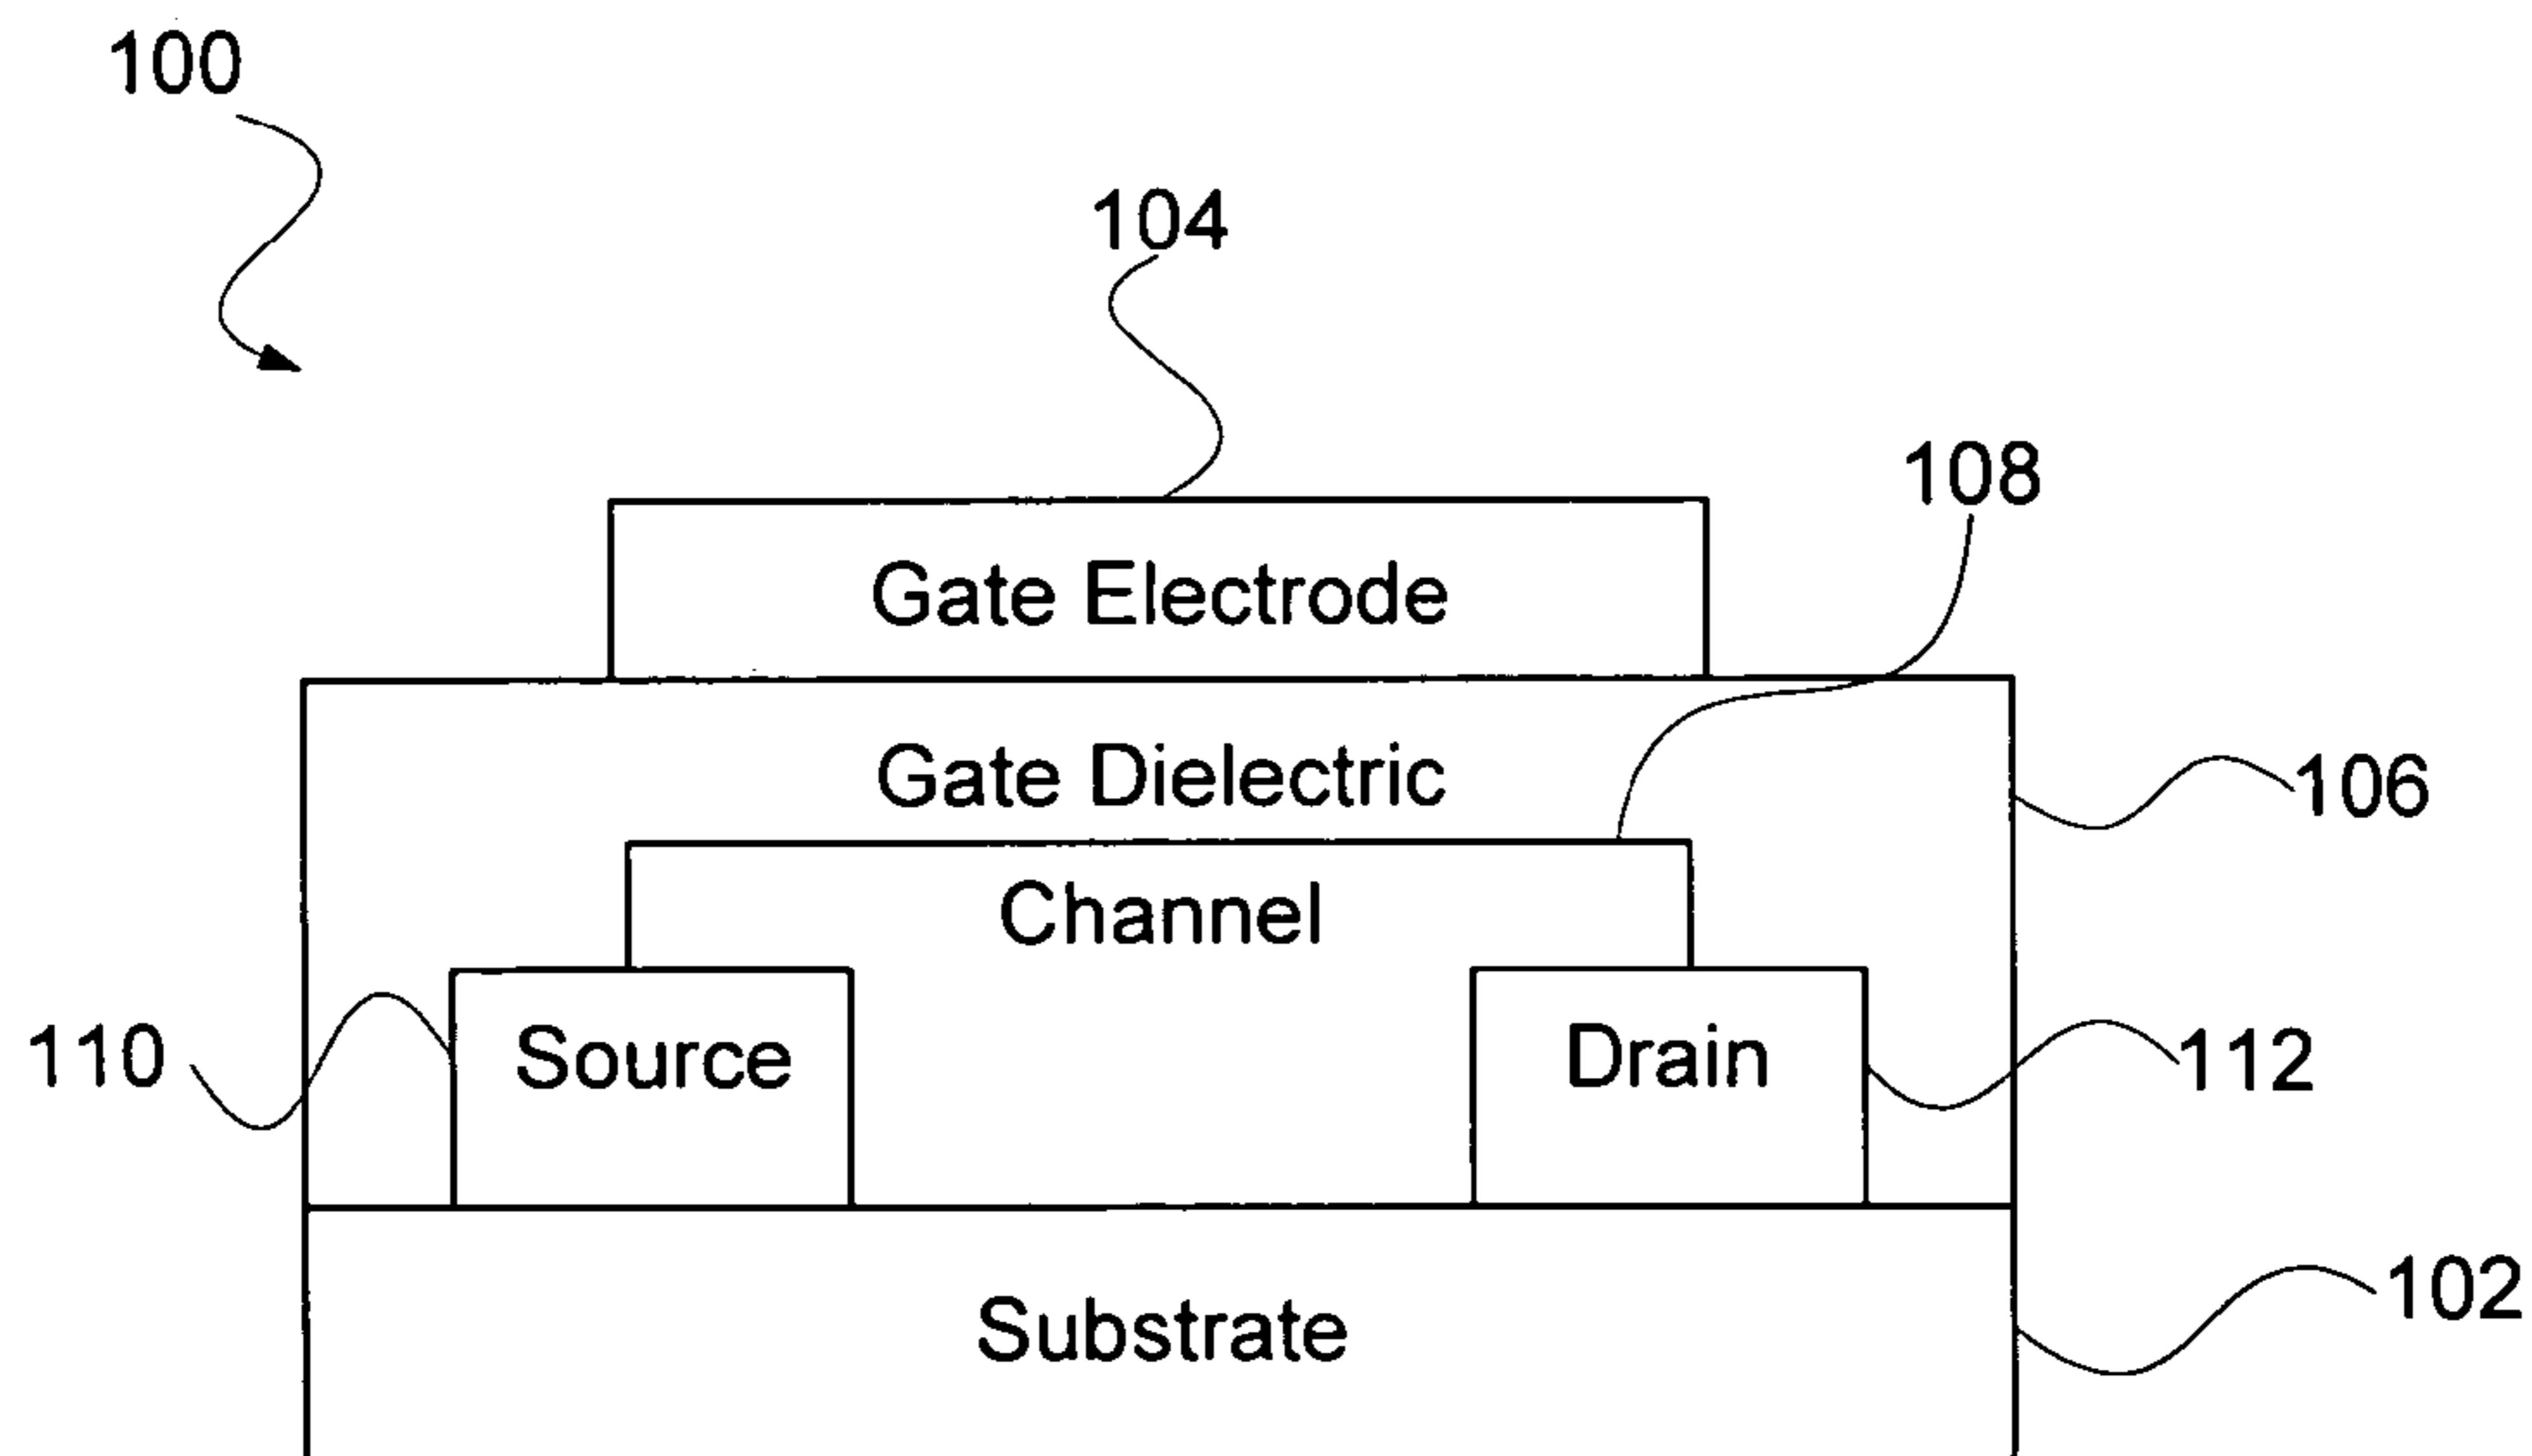 100
104
108
Gate Electrode
Gate Dielectric
106
Channel
110
Source
Drain
112
Substrate
102